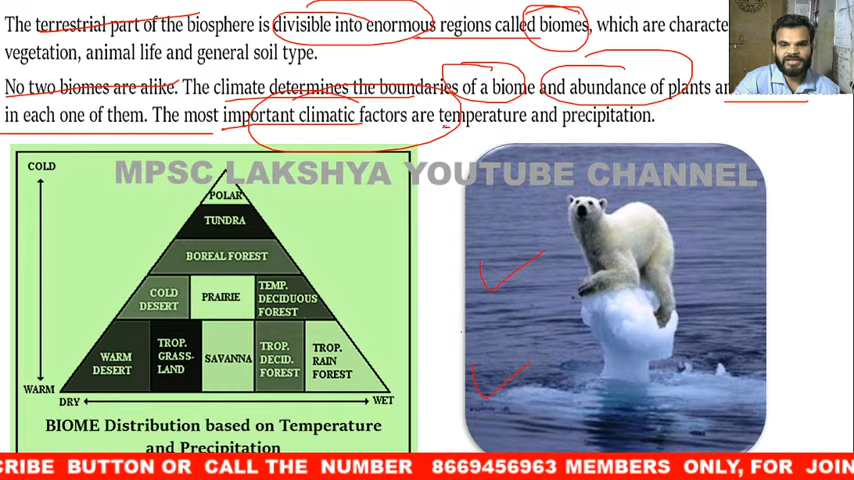 The terrestrial part of the biosphere is divisible into enormous regions called biomes, which are characte
vegetation, animal life and general soil type.
No two biomes are alike. The climate determines the boundaries of a biome and abundance of plants an
in each one of them. The most important climatic factors are temperature and precipitation.
MPSC LAKSHYA YOUTUBE CHANNEL
COLD
POLAR
TUNDRA
BOREAL FOREST
COLD DESERT
PRAIRIE
TEMP. DECIDUOUS FOREST
WARM DESERT
TROP. GRASS-LAND
SAVANNA
TROP. DECID. FOREST
TROP. RAIN FOREST
WARM
DRY
WET
BIOME Distribution based on Temperature
and Precipitation
CRIBE BUTTON OR CALL THE NUMBER 8669456963 MEMBERS ONLY, FOR JOIN